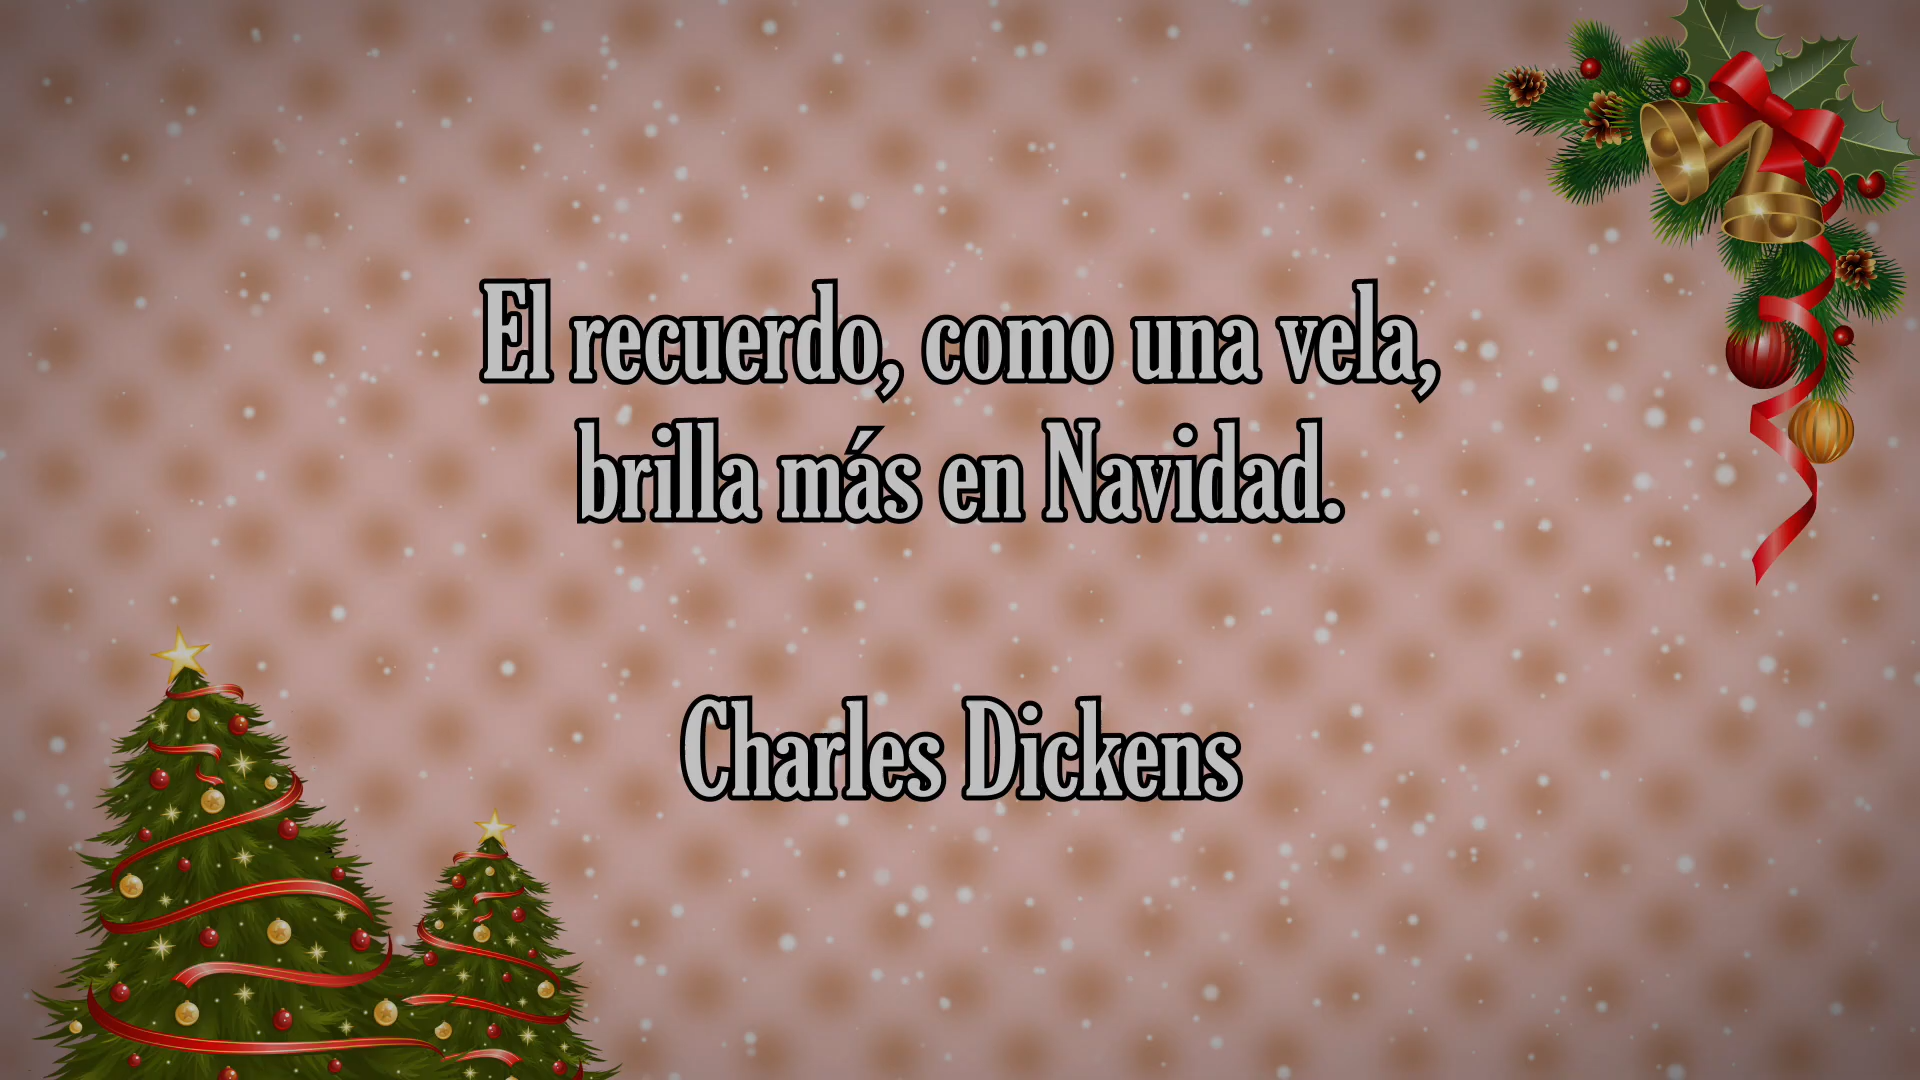 El recuerdo, como una vela,
brilla más en Navidad.
Charles Dickens